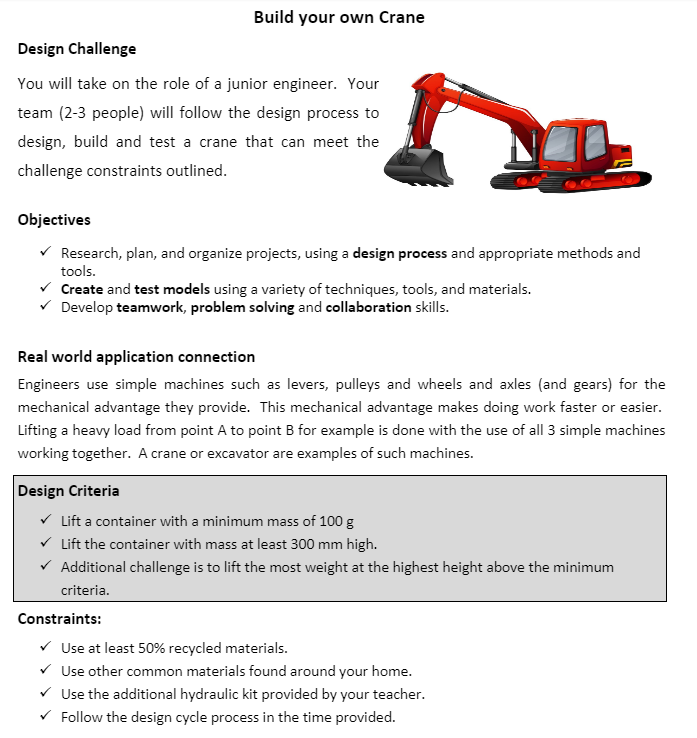 Build your own Crane
Design Challenge
You will take on the role of a junior engineer. Your
team (2-3 people) will follow the design process to
design, build and test a crane that can meet the
challenge constraints outlined.
Objectives
✓ Research, plan, and organize projects, using a design process and appropriate methods and
tools.
✓ Create and test models using a variety of techniques, tools, and materials.
✓ Develop teamwork, problem solving and collaboration skills.
Real world application connection
Engineers use simple machines such as levers, pulleys and wheels and axles (and gears) for the
mechanical advantage they provide. This mechanical advantage makes doing work faster or easier.
Lifting a heavy load from point A to point B for example is done with the use of all 3 simple machines
working together. A crane or excavator are examples of such machines.
Design Criteria
✓ Lift a container with a minimum mass of 100 g
✓ Lift the container with mass at least 300 mm high.
✓ Additional challenge is to lift the most weight at the highest height above the minimum
criteria.
Constraints:
✓ Use at least 50% recycled materials.
✓ Use other common materials found around your home.
✓ Use the additional hydraulic kit provided by your teacher.
✓ Follow the design cycle process in the time provided.